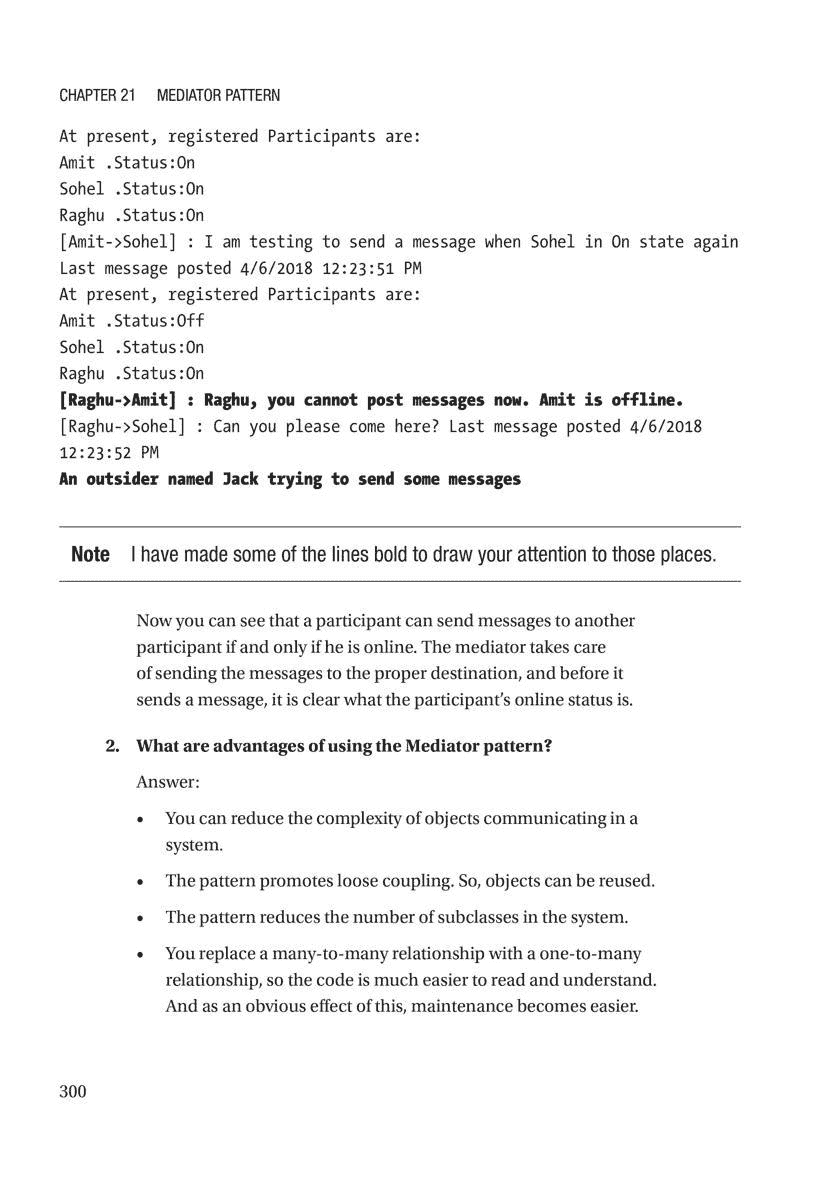 CHAPTER 21 MEDIATOR PATTERN
At present, registered Participants are:
Amit .Status:On
Sohel .Status:On
Raghu .Status:On
[Amit->Sohel] : I am testing to send a message when Sohel in On state again
Last message posted 4/6/2018 12:23:51 PM
At present, registered Participants are:
Amit .Status:Off
Sohel .Status:On
Raghu .Status:On
[Raghu->Amit] : Raghu, you cannot post messages now. Amit is offline.
[Raghu->Sohel] : Can you please come here? Last message posted 4/6/2018
12:23:52 PM
An outsider named Jack trying to send some messages
Note I have made some of the lines bold to draw your attention to those places.
Now you can see that a participant can send messages to another
participant if and only if he is online. The mediator takes care
of sending the messages to the proper destination, and before it
sends a message, it is clear what the participant's online status is.
2. What are advantages of using the Mediator pattern?
Answer:
• You can reduce the complexity of objects communicating in a
system.
• The pattern promotes loose coupling. So, objects can be reused.
• The pattern reduces the number of subclasses in the system.
• You replace a many-to-many relationship with a one-to-many
relationship, so the code is much easier to read and understand.
And as an obvious effect of this, maintenance becomes easier.
300